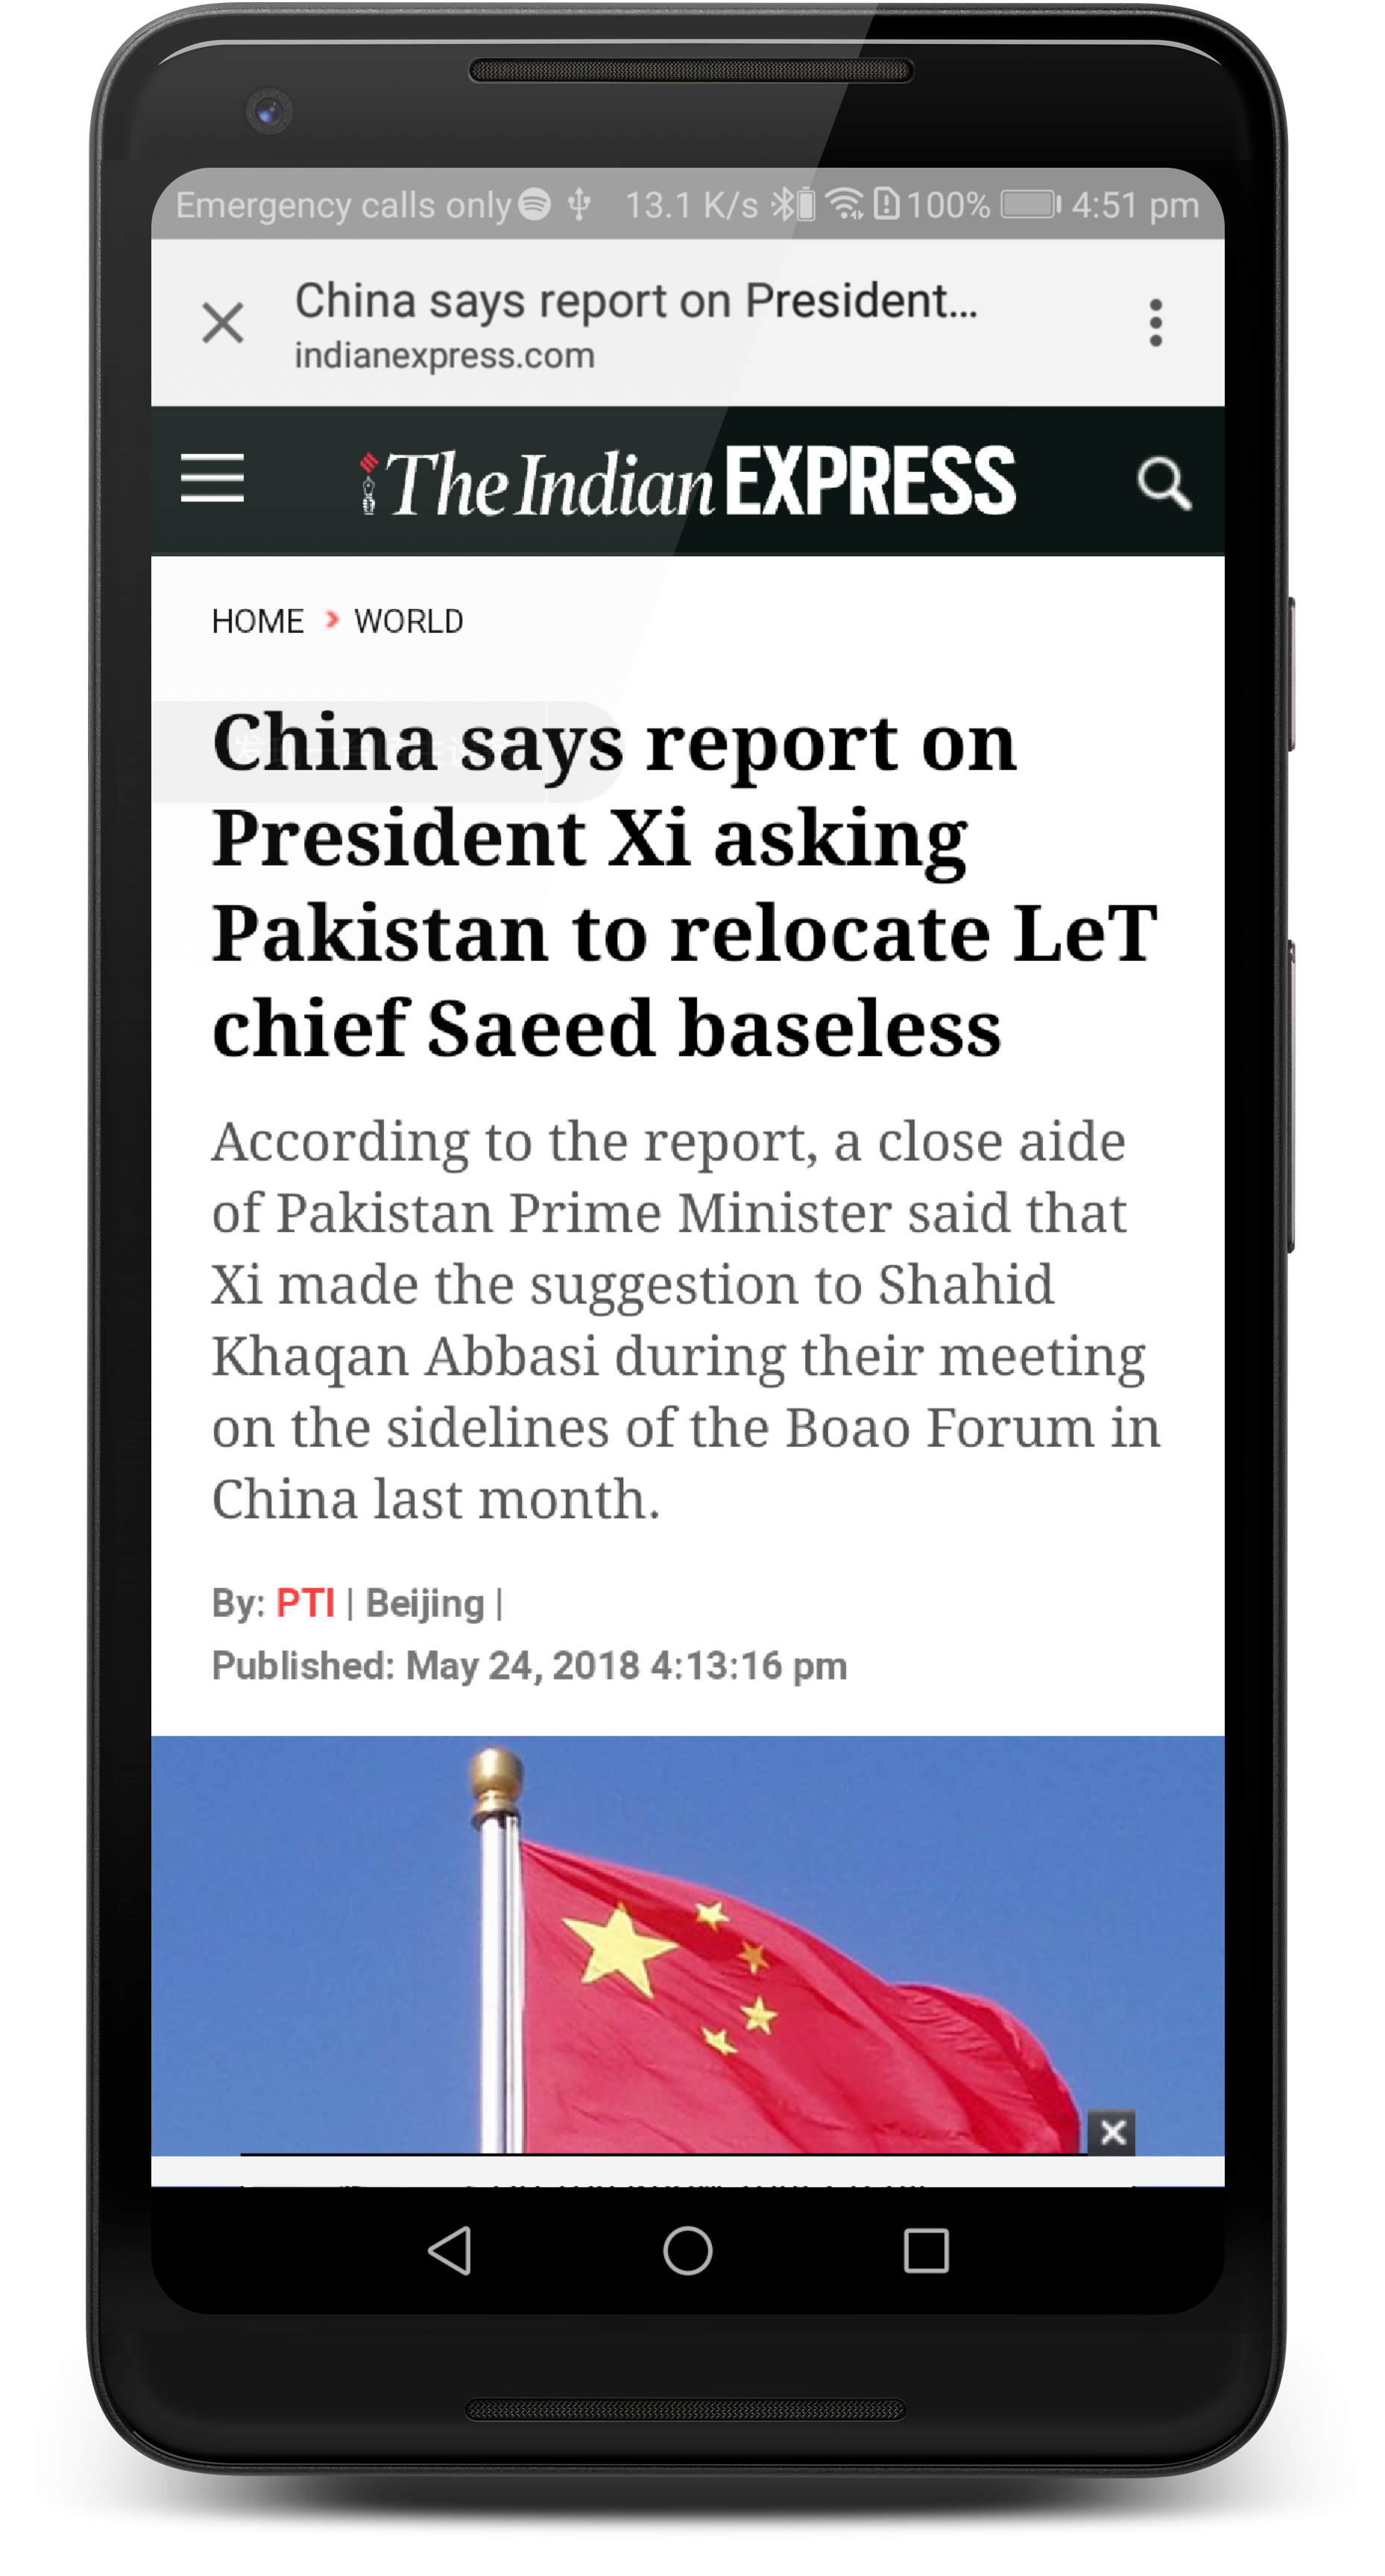 Emergency calls only 13.1 K/s 100% 4:51 pm
China says report on President...
indianexpress.com
The Indian EXPRESS
HOME > WORLD
China says report on
President Xi asking
Pakistan to relocate LeT
chief Saeed baseless
According to the report, a close aide
of Pakistan Prime Minister said that
Xi made the suggestion to Shahid
Khaqan Abbasi during their meeting
on the sidelines of the Boao Forum in
China last month.
By: PTI | Beijing |
Published: May 24, 2018 4:13:16 pm